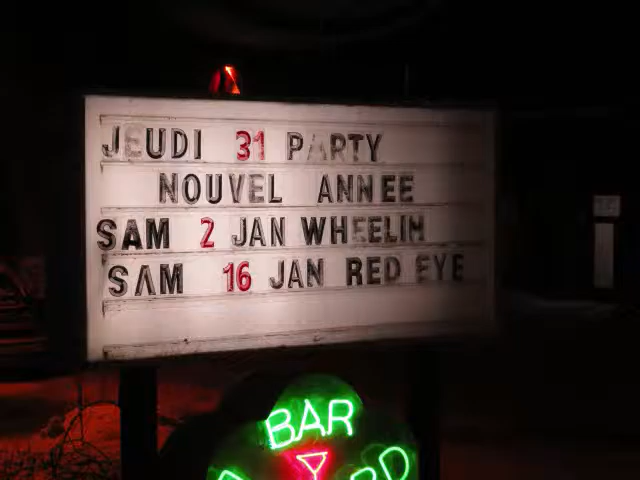 JEUDI 31 PARTY
NOUVEL ANNEE
SAM 2 JAN WHEELIN
SAM 16 JAN RED EYE
BAR